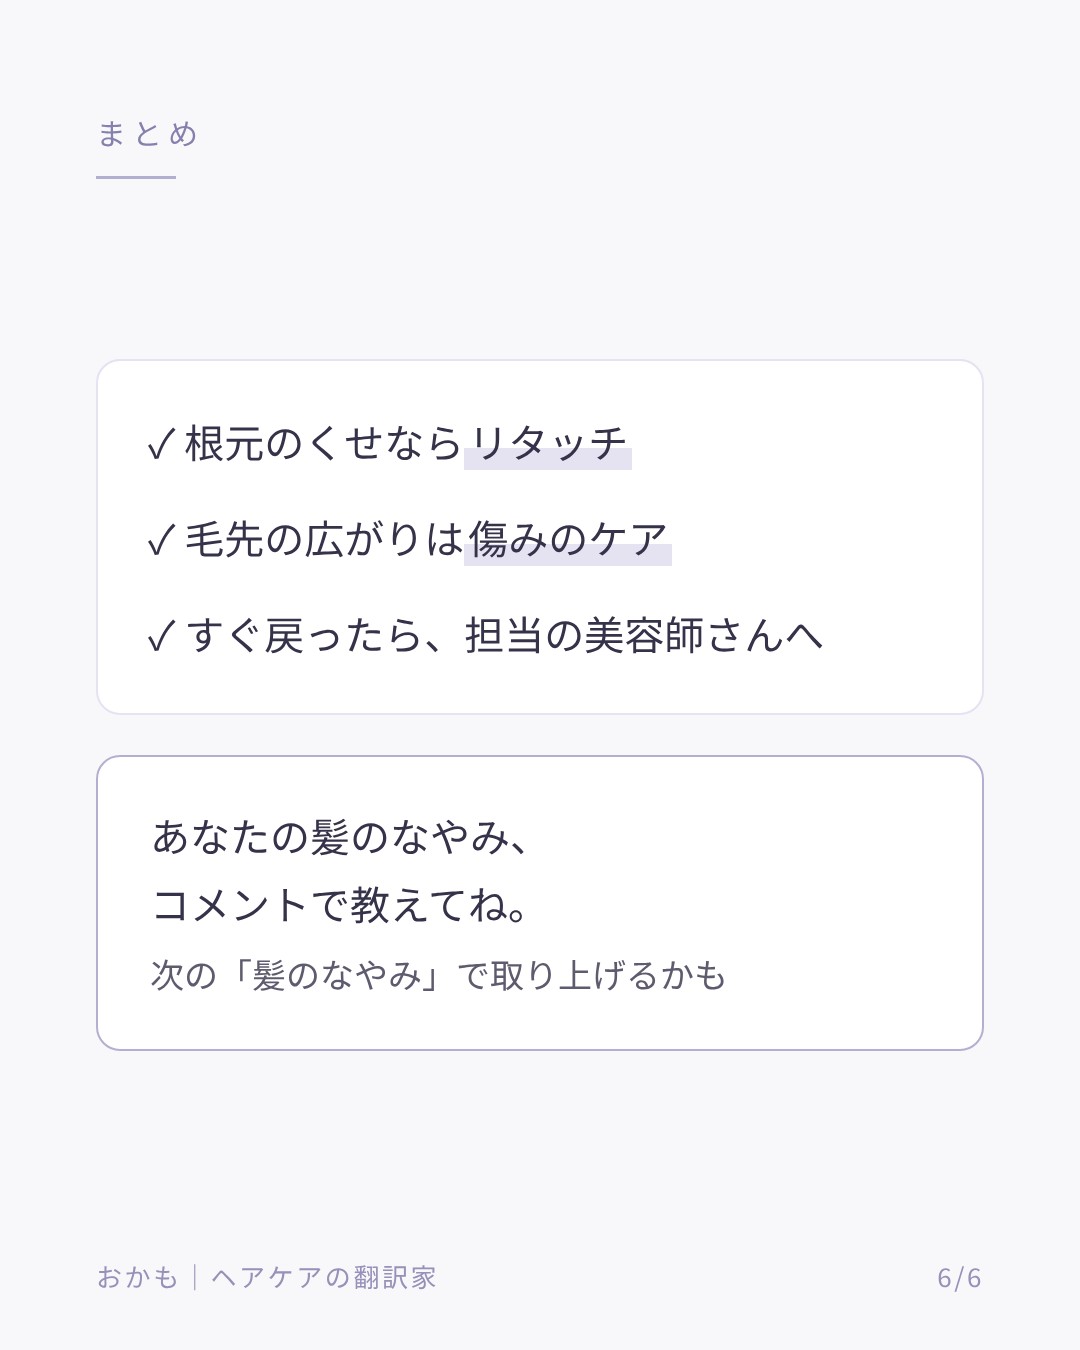 まとめ
✓ 根元のくせならリタッチ
✓ 毛先の広がりは傷みのケア
✓ すぐ戻ったら、担当の美容師さんへ
あなたの髪のなやみ、
コメントで教えてね。
次の「髪のなやみ」で取り上げるかも
おかも｜ヘアケアの翻訳家
6/6